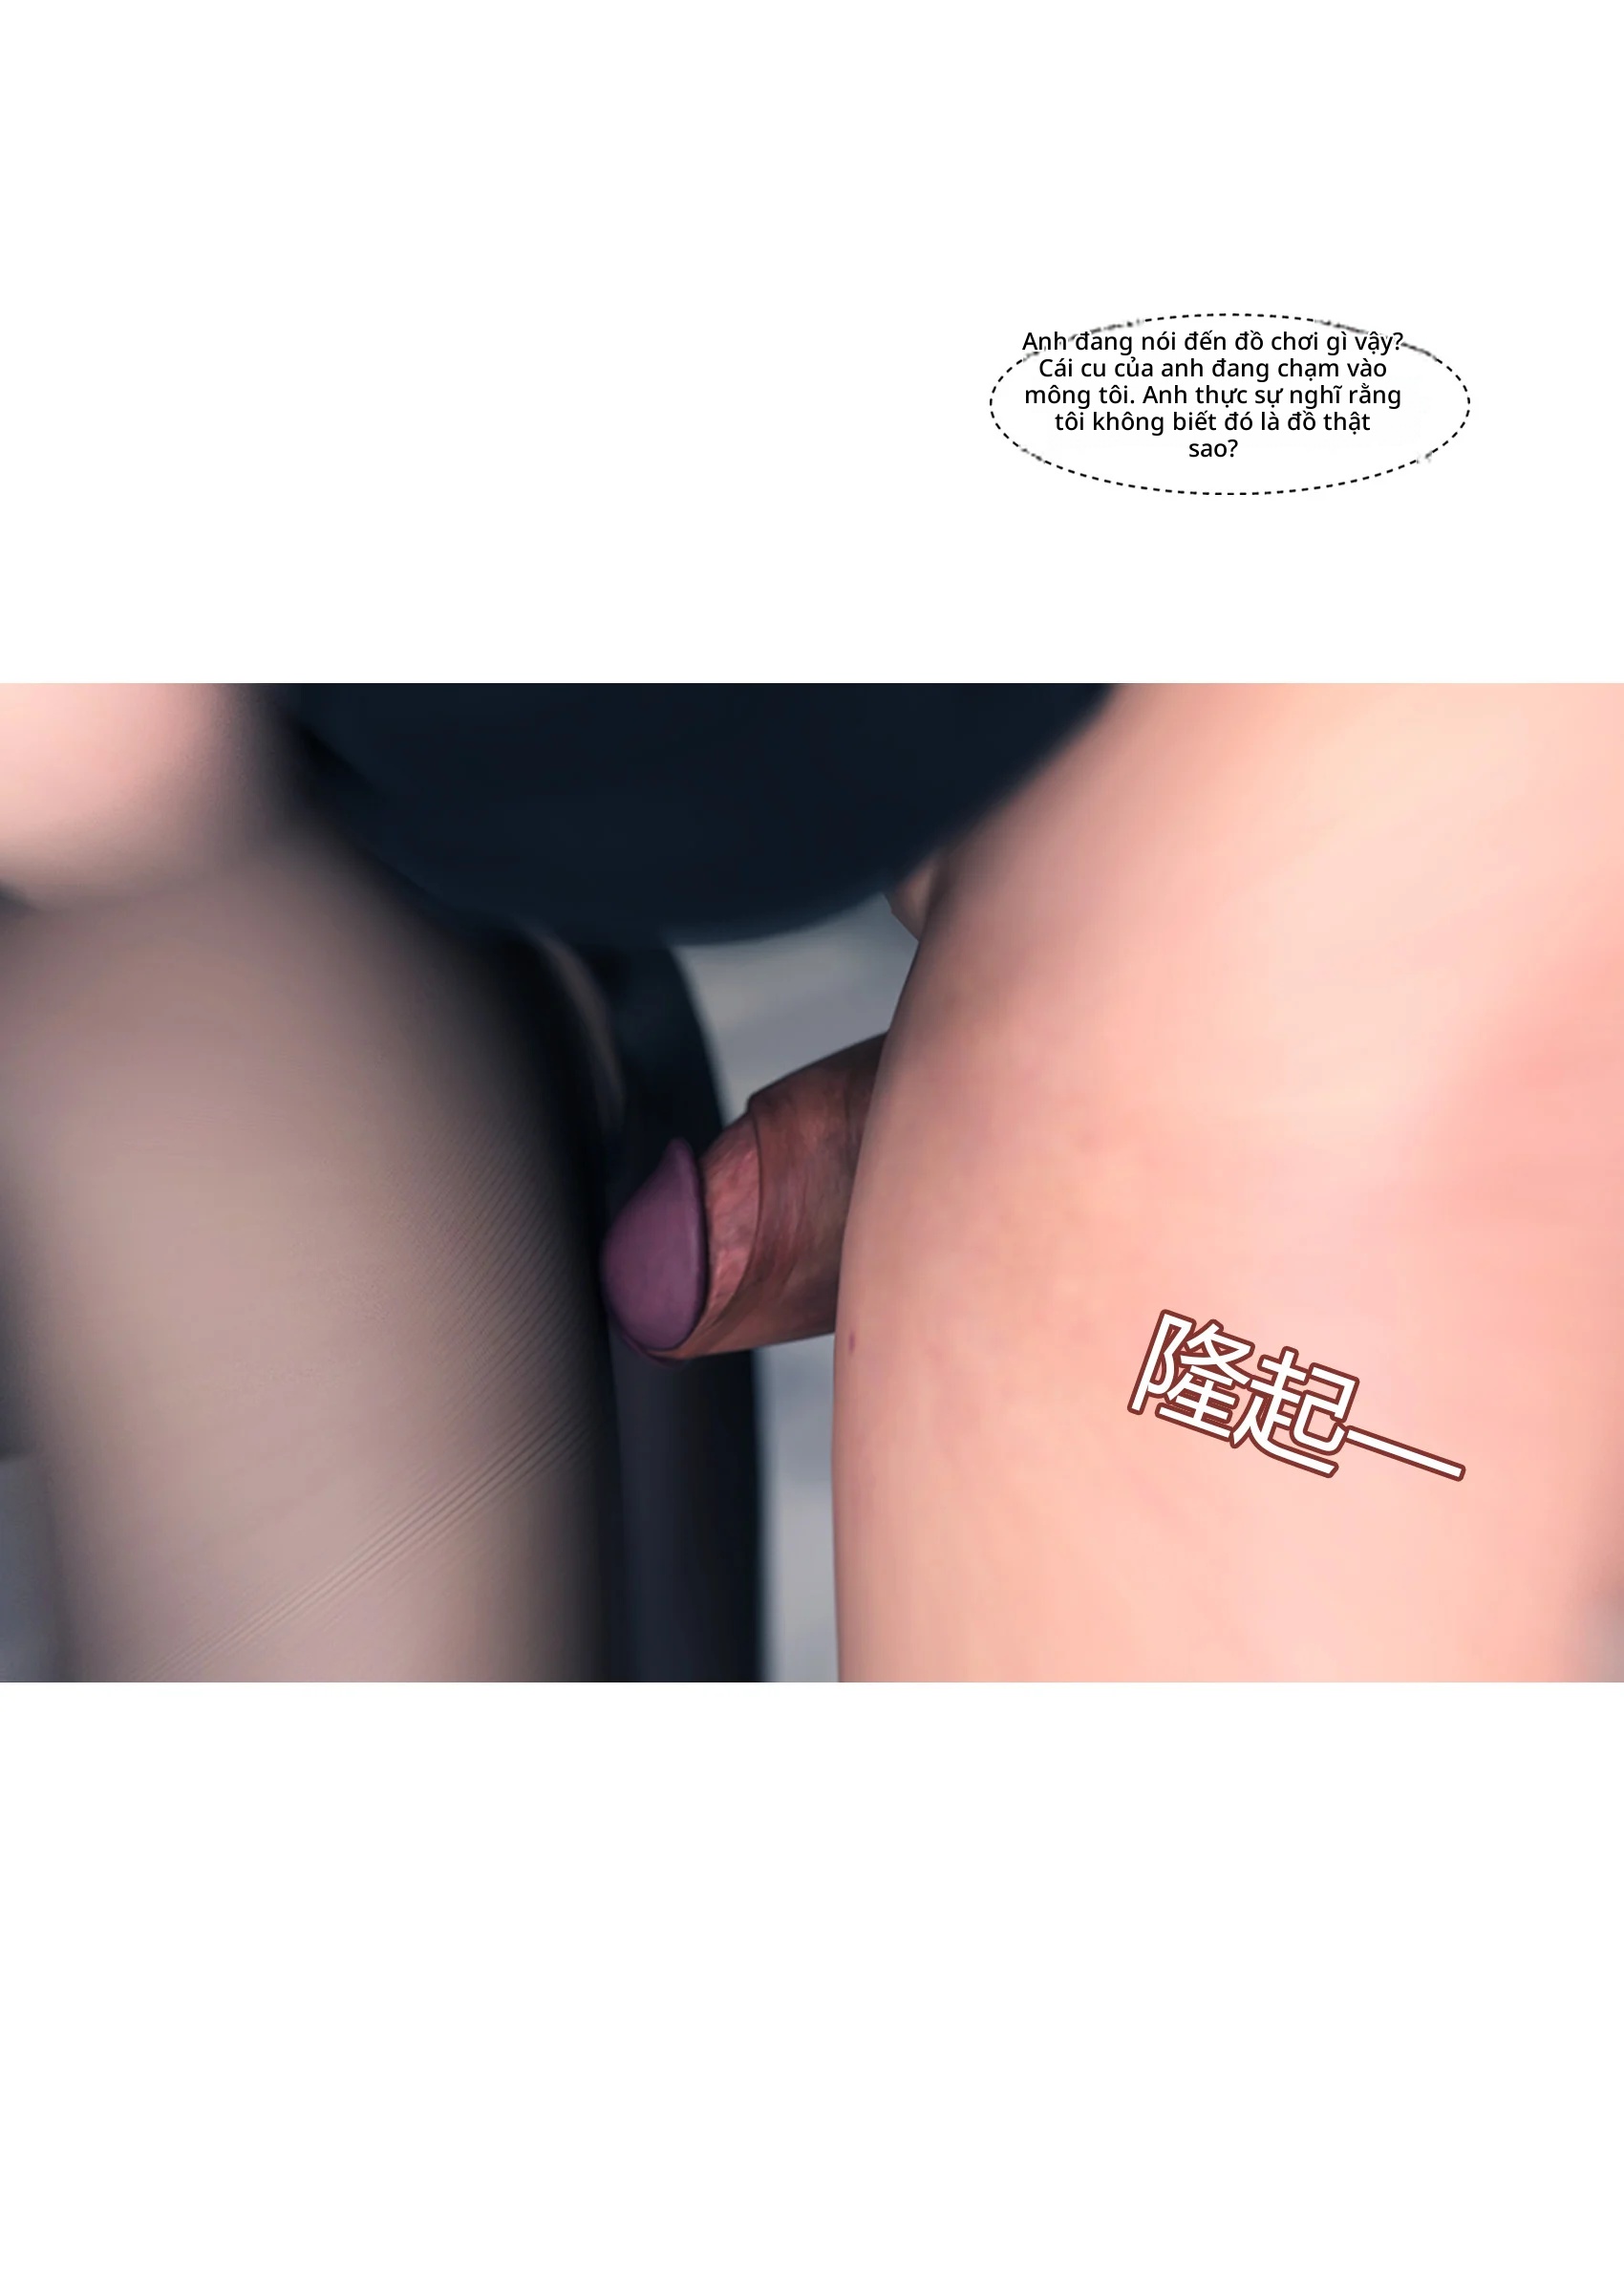 Anh đang nói đến đồ chơi gì vậy?
Cái cu của anh đang chạm vào
mông tôi. Anh thực sự nghĩ rằng
tôi không biết đó là đồ thật
sao?
隆起—